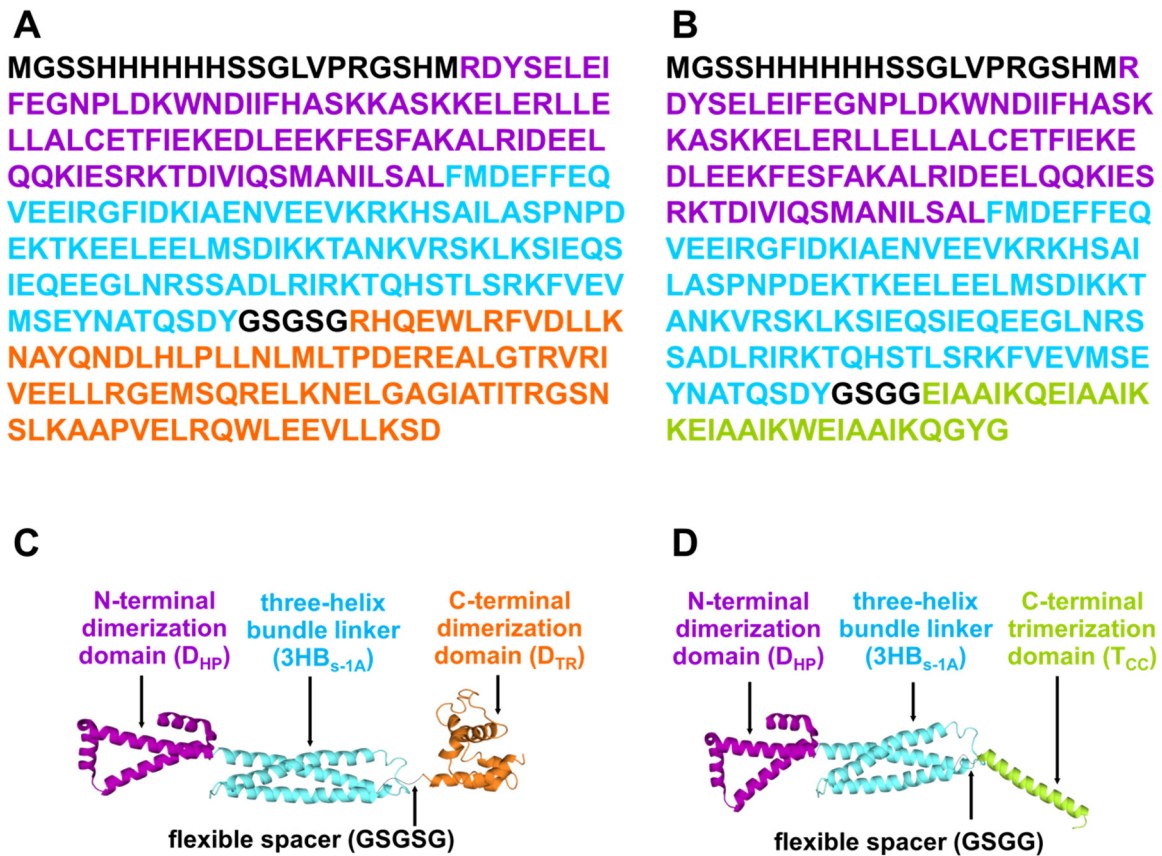 A
MGSSHHHHHHSSGLVPRGSHMRDYSELEI
FEGNPLDKWNDIIFHASKKASKKELERLLE
LLALCETFIEKEDLEEKFESFAKALRIDEEL
QQKIESRKTDIVIQSMANILSALFMDEFFEQ
VEEIRGFIDKIAENVEEVKRKHSAILASPNPD
EKTKEELEELMSDIKKTANKVRSKLKSIEQS
IEQEEGLNRSSADLRIRKTQHSTLSRKFVEV
MSEYNATQSDYGSGSGRHQEWLRFVDLLK
NAYQNDLHLPLLNLMLTPDEREALGTRVRI
VEELLRGEMSQRELKNELGAGIATITRGSN
SLKAAPVELRQWLEEVLLKSD
B
MGSSHHHHHHSSGLVPRGSHMR
DYSELEIFEGNPLDKWNDIIFHASK
KASKKELERLLELLALCETFIEKE
DLEEKFESFAKALRIDEELQQKIES
RKTDIVIQSMANILSALFMDEFFEQ
VEEIRGFIDKIAENVEEVKRKHSAI
LASPNPDEKTKEELEELMSDIKKT
ANKVRSKLKSIEQSIEQEEGLNRS
SADLRIRKTQHSTLSRKFVEVMSE
YNATQSDYGSGGEIAAIKQEIAAIK
KEIAAIKWEIAAIKQGYG
C
N-terminal
dimerization
domain (DHP)
three-helix
bundle linker
(3HBs-1A)
C-terminal
dimerization
domain (DTR)
flexible spacer (GSGSG)
D
N-terminal
dimerization
domain (DHP)
three-helix
bundle linker
(3HBs-1A)
C-terminal
trimerization
domain (TCC)
flexible spacer (GSGG)